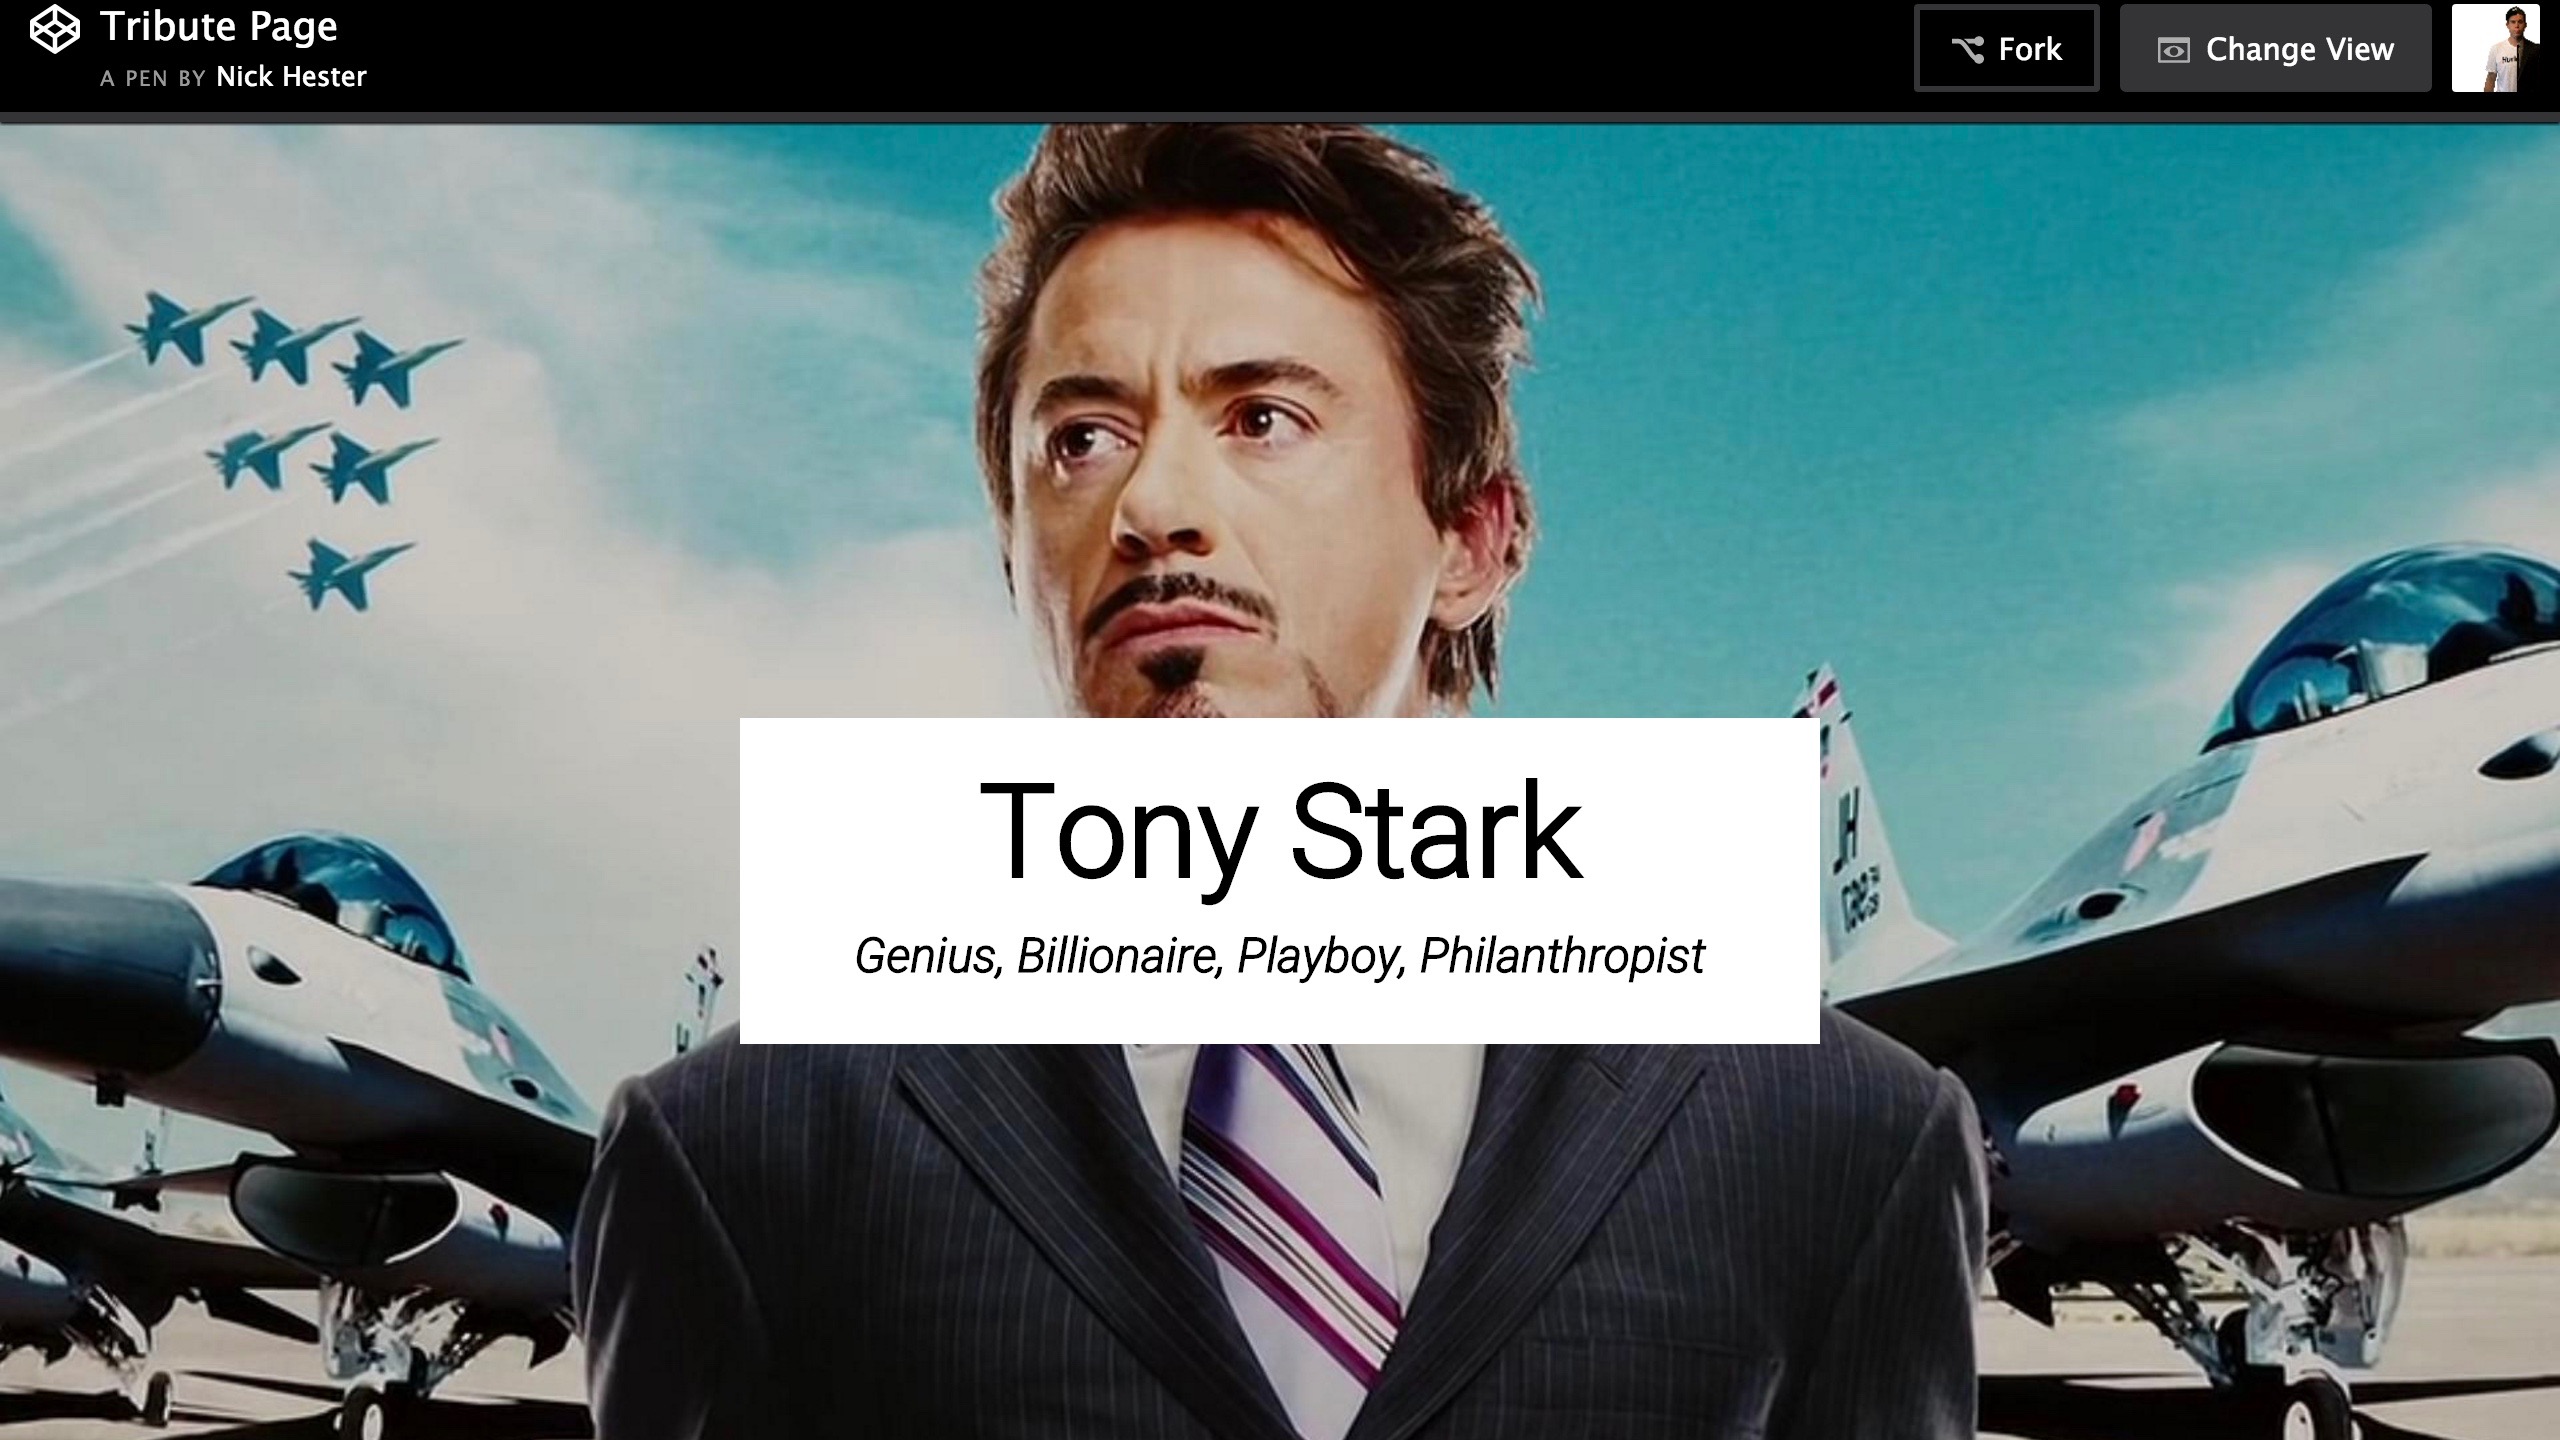 Tribute Page
A PEN BY Nick Hester
Fork
Change View
Tony Stark
Genius, Billionaire, Playboy, Philanthropist